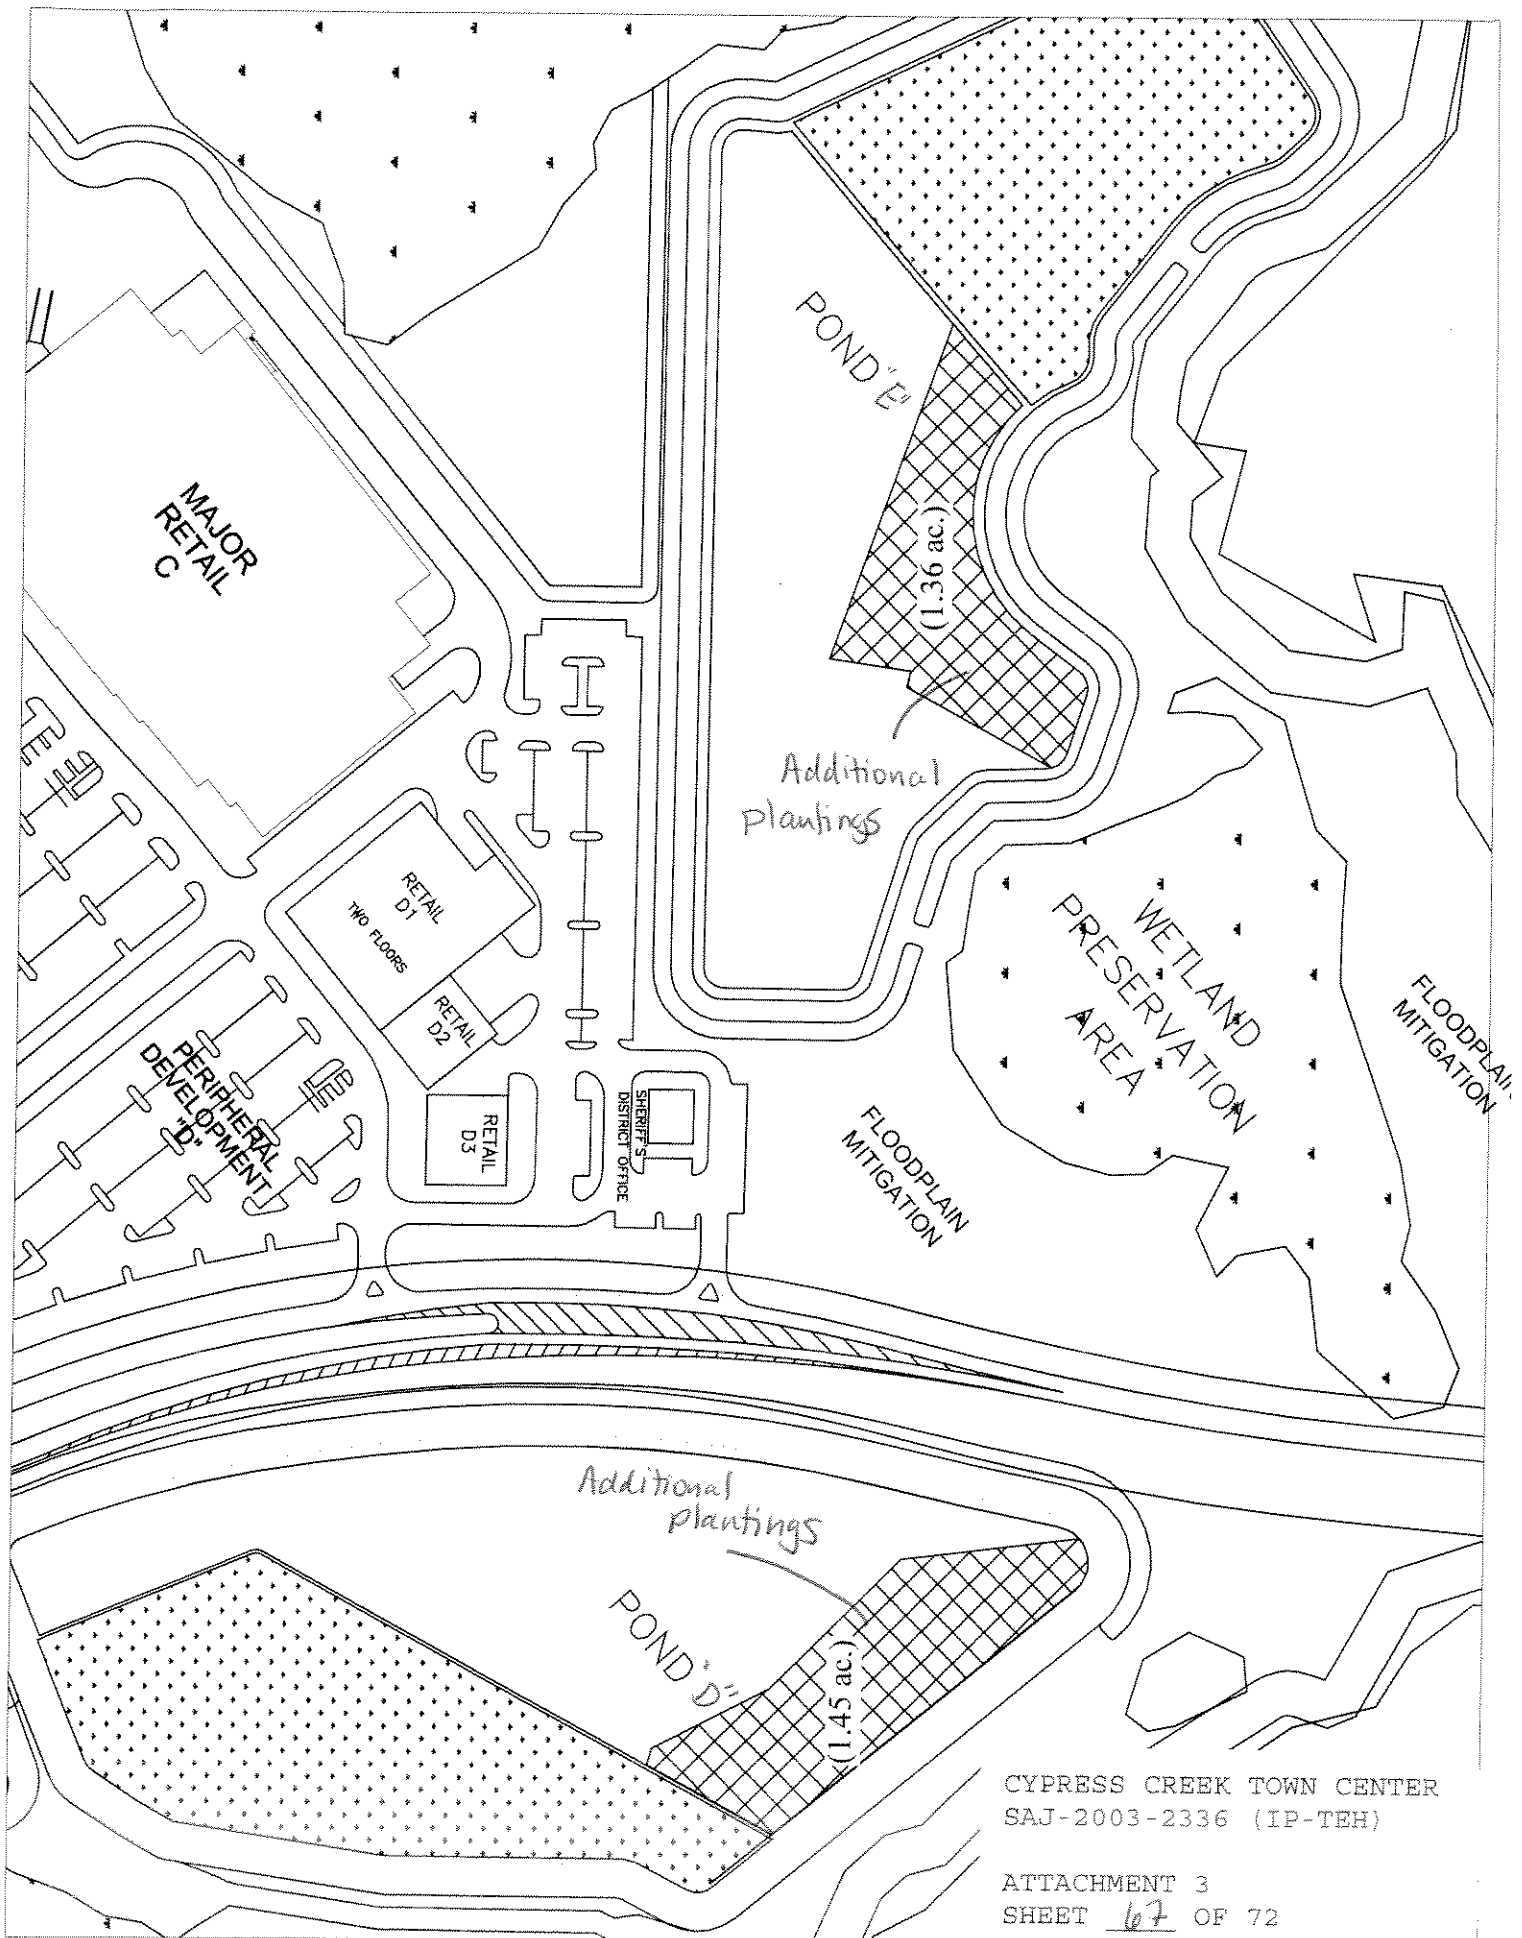 POND "E"
MAJOR
RETAIL
C
(1.36 ac.)
Additional
plantings
RETAIL
D1
TWO FLOORS
RETAIL
D2
WETLAND
PRESERVATION
AREA
FLOODPLAIN
MITIGATION
PERIPHERAL
DEVELOPMENT
"D"
RETAIL
D3
SHERIFF'S
DISTRICT OFFICE
FLOODPLAIN
MITIGATION
Additional
plantings
POND "D"
(1.45 ac.)
CYPRESS CREEK TOWN CENTER
SAJ-2003-2336 (IP-TEH)
ATTACHMENT 3
SHEET 67 OF 72